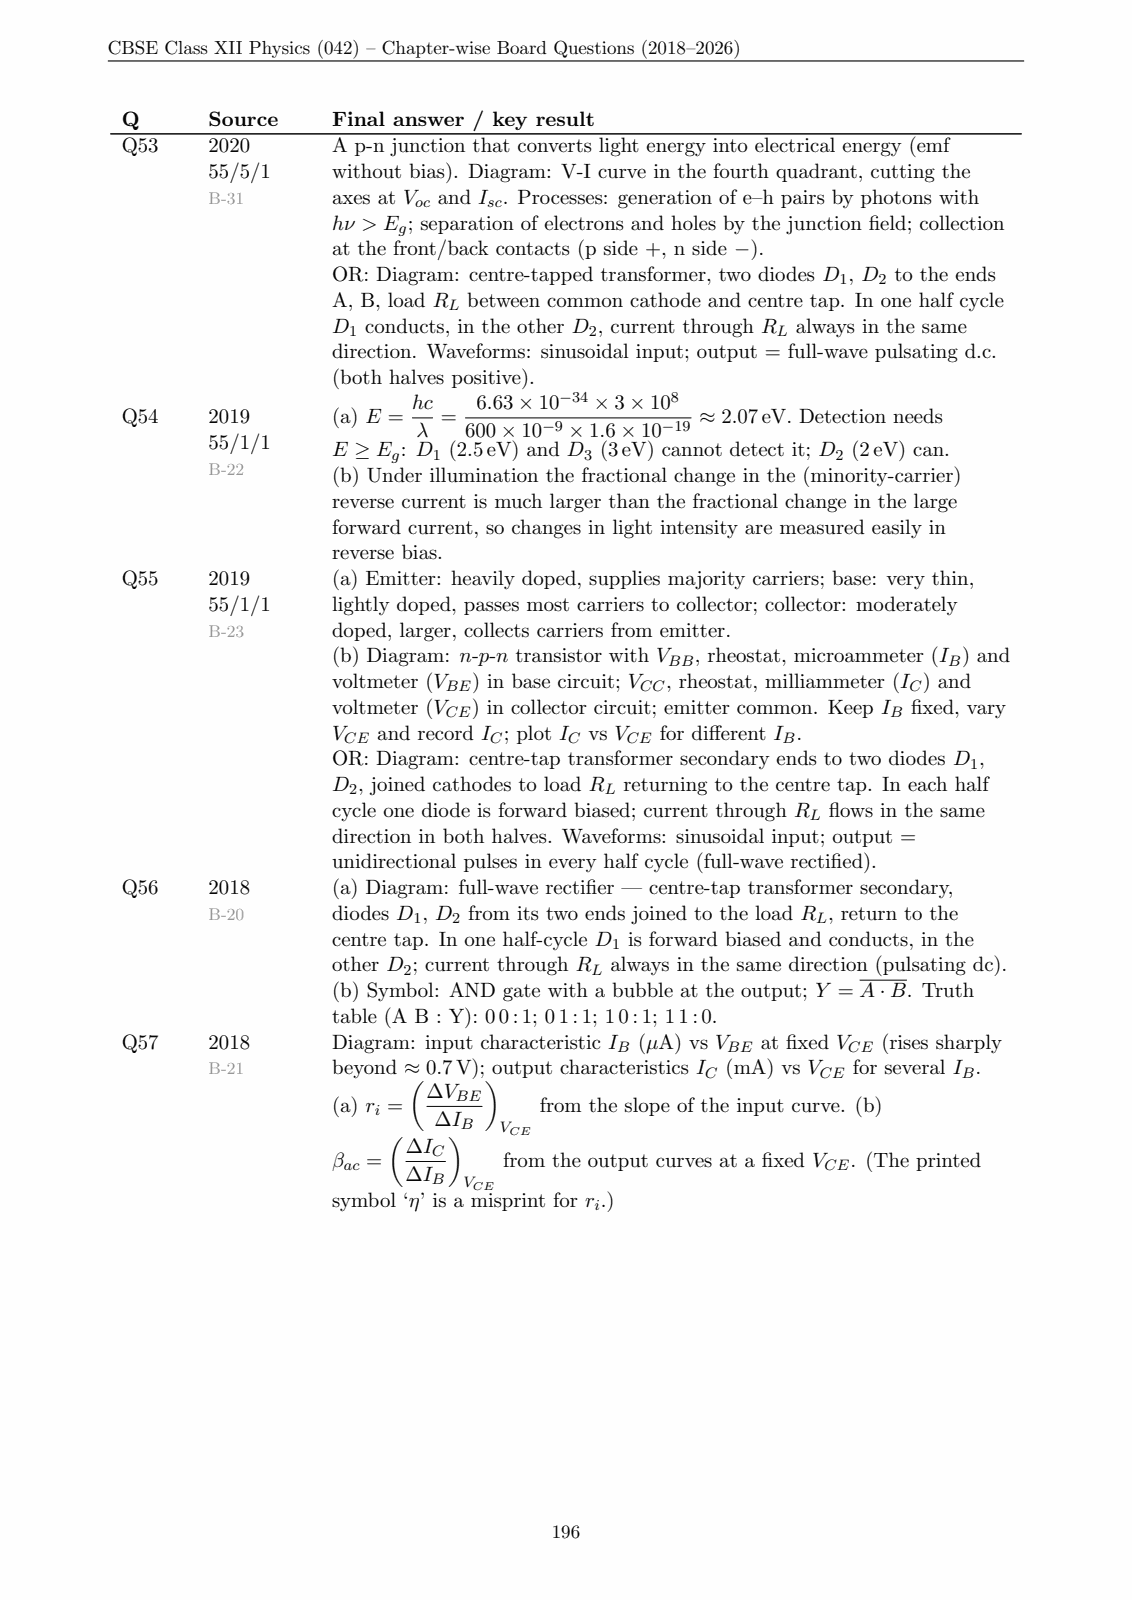 CBSE Class XII Physics (042) – Chapter-wise Board Questions (2018–2026)
Q Source Final answer / key result
Q53 2020 A p-n junction that converts light energy into electrical energy (emf
55/5/1 without bias). Diagram: V-I curve in the fourth quadrant, cutting the
B-31 axes at V_oc and I_sc. Processes: generation of e–h pairs by photons with
hν > E_g; separation of electrons and holes by the junction field; collection
at the front/back contacts (p side +, n side −).
OR: Diagram: centre-tapped transformer, two diodes D₁, D₂ to the ends
A, B, load R_L between common cathode and centre tap. In one half cycle
D₁ conducts, in the other D₂, current through R_L always in the same
direction. Waveforms: sinusoidal input; output = full-wave pulsating d.c.
(both halves positive).
Q54 2019 (a) E = hc/λ = (6.63 × 10⁻³⁴ × 3 × 10⁸)/(600 × 10⁻⁹ × 1.6 × 10⁻¹⁹) ≈ 2.07 eV. Detection needs
55/1/1 E ≥ E_g: D₁ (2.5 eV) and D₃ (3 eV) cannot detect it; D₂ (2 eV) can.
B-22 (b) Under illumination the fractional change in the (minority-carrier)
reverse current is much larger than the fractional change in the large
forward current, so changes in light intensity are measured easily in
reverse bias.
Q55 2019 (a) Emitter: heavily doped, supplies majority carriers; base: very thin,
55/1/1 lightly doped, passes most carriers to collector; collector: moderately
B-23 doped, larger, collects carriers from emitter.
(b) Diagram: n-p-n transistor with V_BB, rheostat, microammeter (I_B) and
voltmeter (V_BE) in base circuit; V_CC, rheostat, milliammeter (I_C) and
voltmeter (V_CE) in collector circuit; emitter common. Keep I_B fixed, vary
V_CE and record I_C; plot I_C vs V_CE for different I_B.
OR: Diagram: centre-tap transformer secondary ends to two diodes D₁,
D₂, joined cathodes to load R_L returning to the centre tap. In each half
cycle one diode is forward biased; current through R_L flows in the same
direction in both halves. Waveforms: sinusoidal input; output =
unidirectional pulses in every half cycle (full-wave rectified).
Q56 2018 (a) Diagram: full-wave rectifier — centre-tap transformer secondary,
B-20 diodes D₁, D₂ from its two ends joined to the load R_L, return to the
centre tap. In one half-cycle D₁ is forward biased and conducts, in the
other D₂; current through R_L always in the same direction (pulsating dc).
(b) Symbol: AND gate with a bubble at the output; Y = \overline{A · B}. Truth
table (A B : Y): 0 0 : 1; 0 1 : 1; 1 0 : 1; 1 1 : 0.
Q57 2018 Diagram: input characteristic I_B (μA) vs V_BE at fixed V_CE (rises sharply
B-21 beyond ≈ 0.7 V); output characteristics I_C (mA) vs V_CE for several I_B.
(a) r_i = (ΔV_BE/ΔI_B)_{V_CE} from the slope of the input curve. (b)
β_ac = (ΔI_C/ΔI_B)_{V_CE} from the output curves at a fixed V_CE. (The printed
symbol ‘η’ is a misprint for r_i.)
196